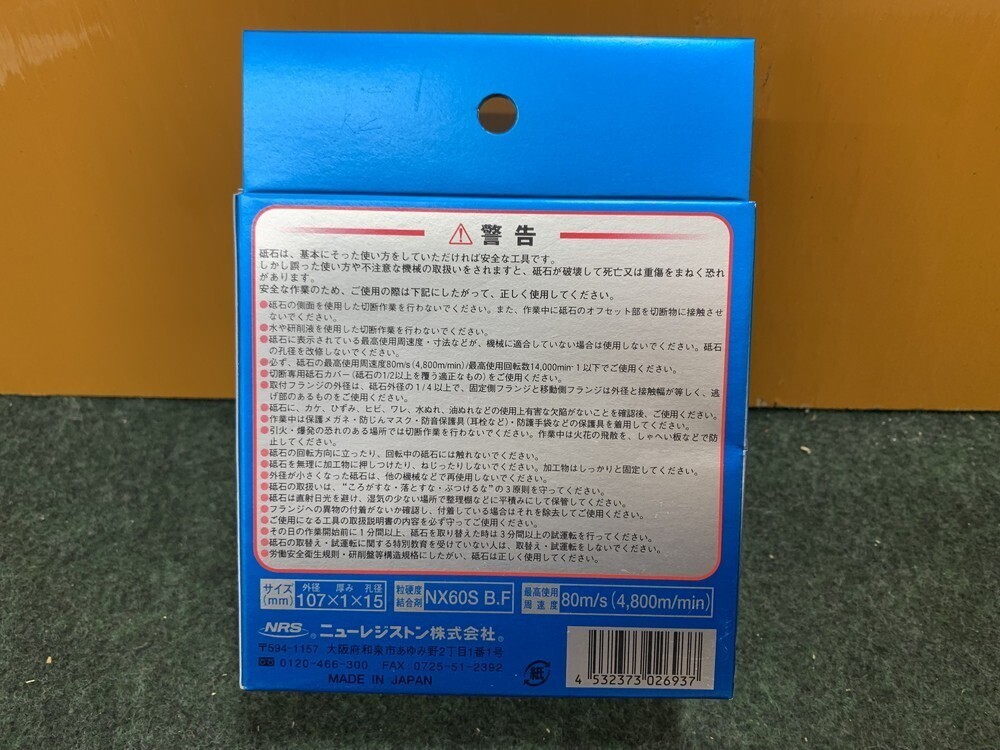 ⚠ 警告
砥石は、基本にそった使い方をしていただければ安全な工具です。
しかし誤った使い方や不注意な機械の取扱いをされますと、砥石が破壊して死亡又は重傷をまねく恐れ
があります。
安全な作業のため、ご使用の際は下記にしたがって、正しく使用してください。
●砥石の側面を使用した切断作業を行わないでください。また、作業中に砥石のオフセット部を切断物に接触させ
ないでください。
●水や研削液を使用した切断作業を行わないでください。
●砥石に表示されている最高使用周速度・寸法などが、機械に適合していない場合は使用しないでください。砥石
の孔径を改修しないでください。
●必ず、砥石の最高使用周速度80m/s(4,800m/min)/最高使用回転数14,000min-1以下でご使用ください。
●切断専用砥石カバー(砥石の1/2以上を覆う適正なもの)をご使用ください。
●取付フランジの外径は、砥石外径の1/4以上で、固定側フランジと移動側フランジは外径と接触幅が等しく、逃
げ部のあるものをご使用ください。
●砥石に、カケ、ひずみ、ヒビ、ワレ、水ぬれ、油ぬれなどの使用上有害な欠陥がないことを確認後、ご使用ください。
●作業中は保護メガネ・防じんマスク・防音保護具(耳栓など)・防護手袋などの保護具を着用してください。
●引火・爆発の恐れのある場所では切断作業を行わないでください。作業中は火花の飛散を、しゃへい板などで防
止してください。
●砥石の回転方向に立ったり、回転中の砥石には触れないでください。
●砥石を無理に加工物に押しつけたり、ねじったりしないでください。加工物はしっかりと固定してください。
●外径が小さくなった砥石は、他の機械などで再使用しないでください。
●砥石の取扱いは、“ころがすな・落とすな・ぶつけるな”の3原則を守ってください。
●砥石は直射日光を避け、湿気の少ない場所で整理棚などに平積みにして保管してください。
●フランジへの異物の付着がないか確認し、付着している場合はそれを除去してご使用ください。
●ご使用になる工具の取扱説明書の内容を必ず守ってご使用ください。
●その日の作業開始前に1分間以上、砥石を取り替えた時は3分間以上の試運転を行ってください。
●砥石の取替え・試運転に関する特別教育を受けていない人は、取替え・試運転をしないでください。
●労働安全衛生規則・研削盤等構造規格にしたがい、砥石は正しく使用してください。
サイズ(mm) 外径 厚み 孔径 107×1×15 粒硬度結合剤 NX60S B.F 最高使用周速度 80m/s(4,800m/min)
NRS® ニューレジストン株式会社®
〒594-1157 大阪府和泉市あゆみ野2丁目1番1号
0120-466-300 FAX:0725-51-2392
MADE IN JAPAN
紙
4 532373 026937